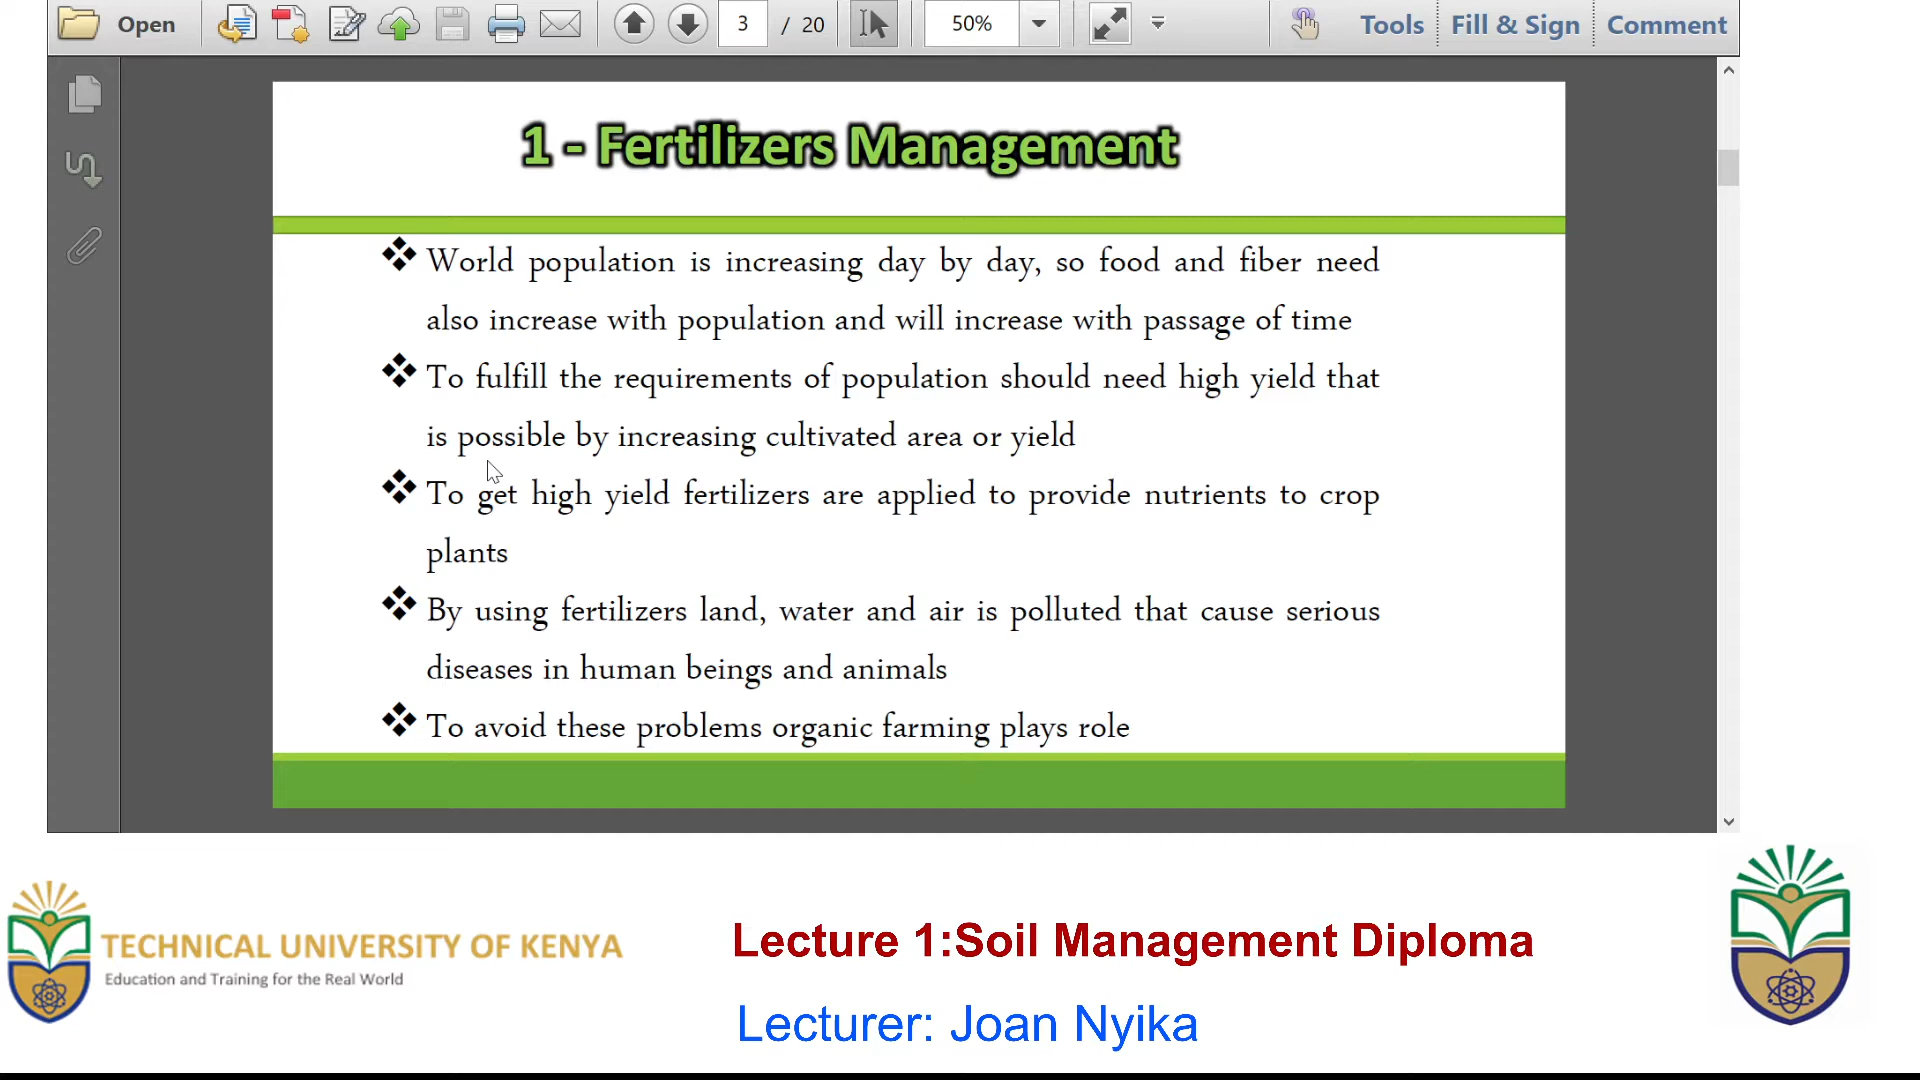 Open
3 / 20
50%
Tools
Fill & Sign
Comment
1 - Fertilizers Management
World population is increasing day by day, so food and fiber need
also increase with population and will increase with passage of time
To fulfill the requirements of population should need high yield that
is possible by increasing cultivated area or yield
To get high yield fertilizers are applied to provide nutrients to crop
plants
By using fertilizers land, water and air is polluted that cause serious
diseases in human beings and animals
To avoid these problems organic farming plays role
TECHNICAL UNIVERSITY OF KENYA
Education and Training for the Real World
Lecture 1:Soil Management Diploma
Lecturer: Joan Nyika